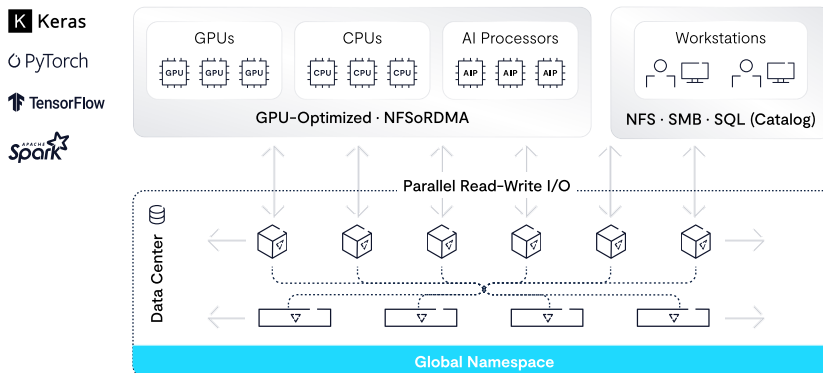 K Keras
PyTorch
TensorFlow
APACHE
Spark
GPUs
GPU GPU GPU
CPUs
CPU CPU CPU
AI Processors
AIP AIP AIP
GPU-Optimized · NFSoRDMA
Workstations
NFS · SMB · SQL (Catalog)
Parallel Read-Write I/O
Data Center
Global Namespace